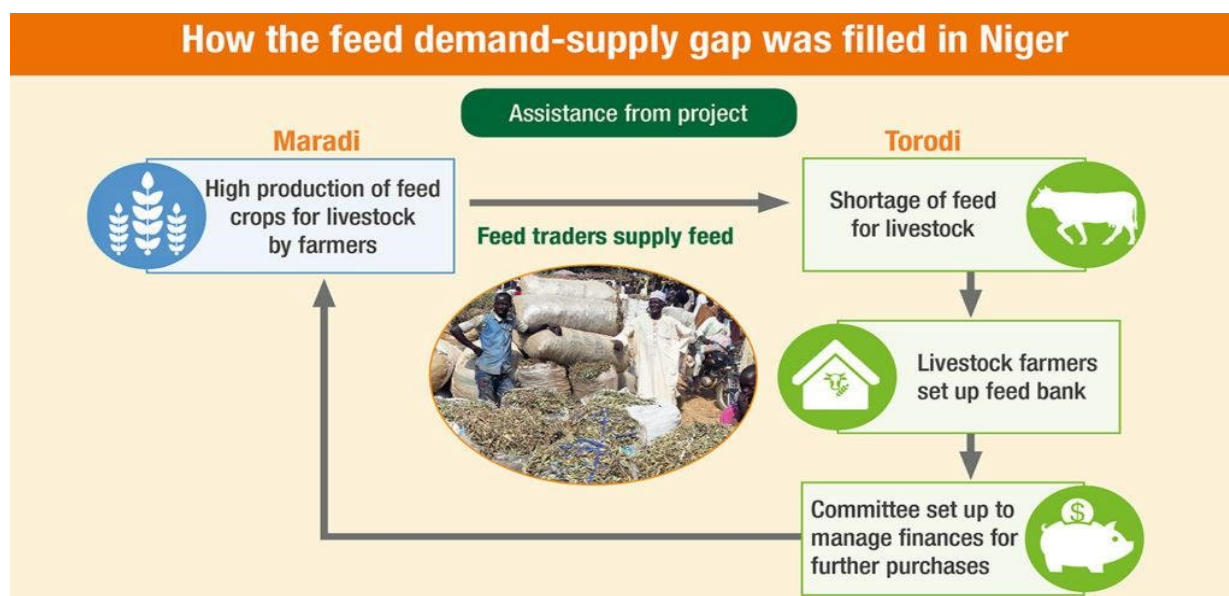 How the feed demand-supply gap was filled in Niger
Assistance from project
Maradi
High production of feed
crops for livestock
by farmers
Feed traders supply feed
Torodi
Shortage of feed
for livestock
Livestock farmers
set up feed bank
Committee set up to
manage finances for
further purchases
$